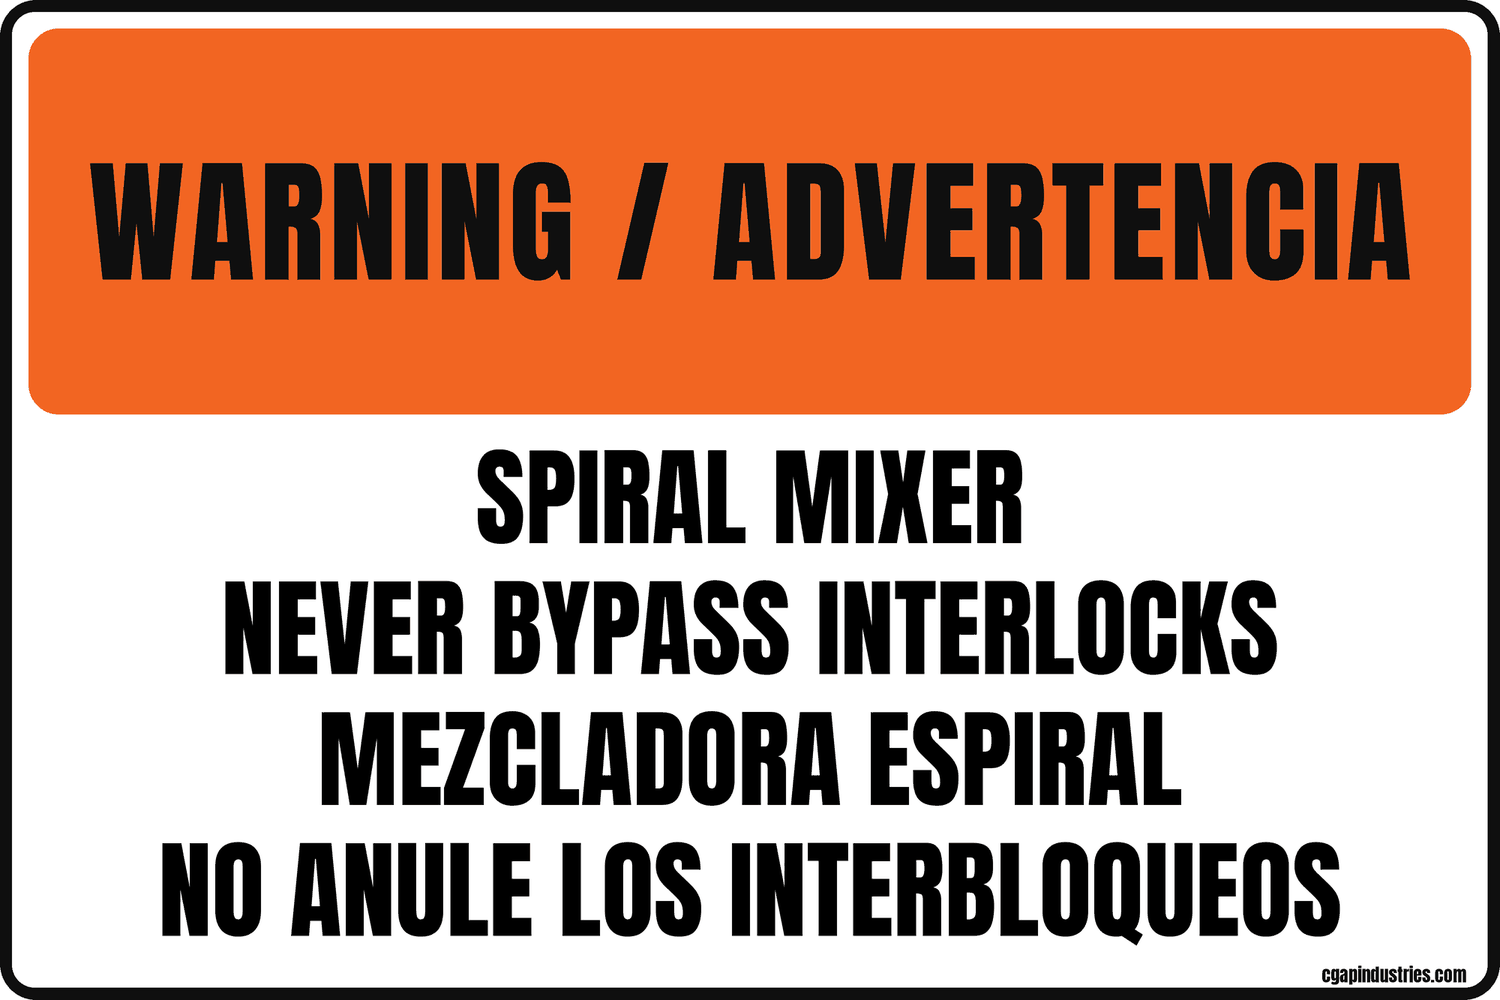 WARNING / ADVERTENCIA
SPIRAL MIXER
NEVER BYPASS INTERLOCKS
MEZCLADORA ESPIRAL
NO ANULE LOS INTERBLOQUEOS
cgapindustries.com